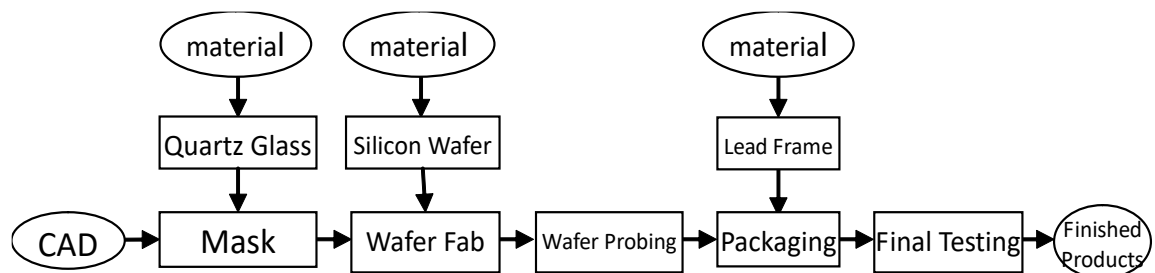 material
material
material
Quartz Glass
Silicon Wafer
Lead Frame
CAD
Mask
Wafer Fab
Wafer Probing
Packaging
Final Testing
Finished
Products